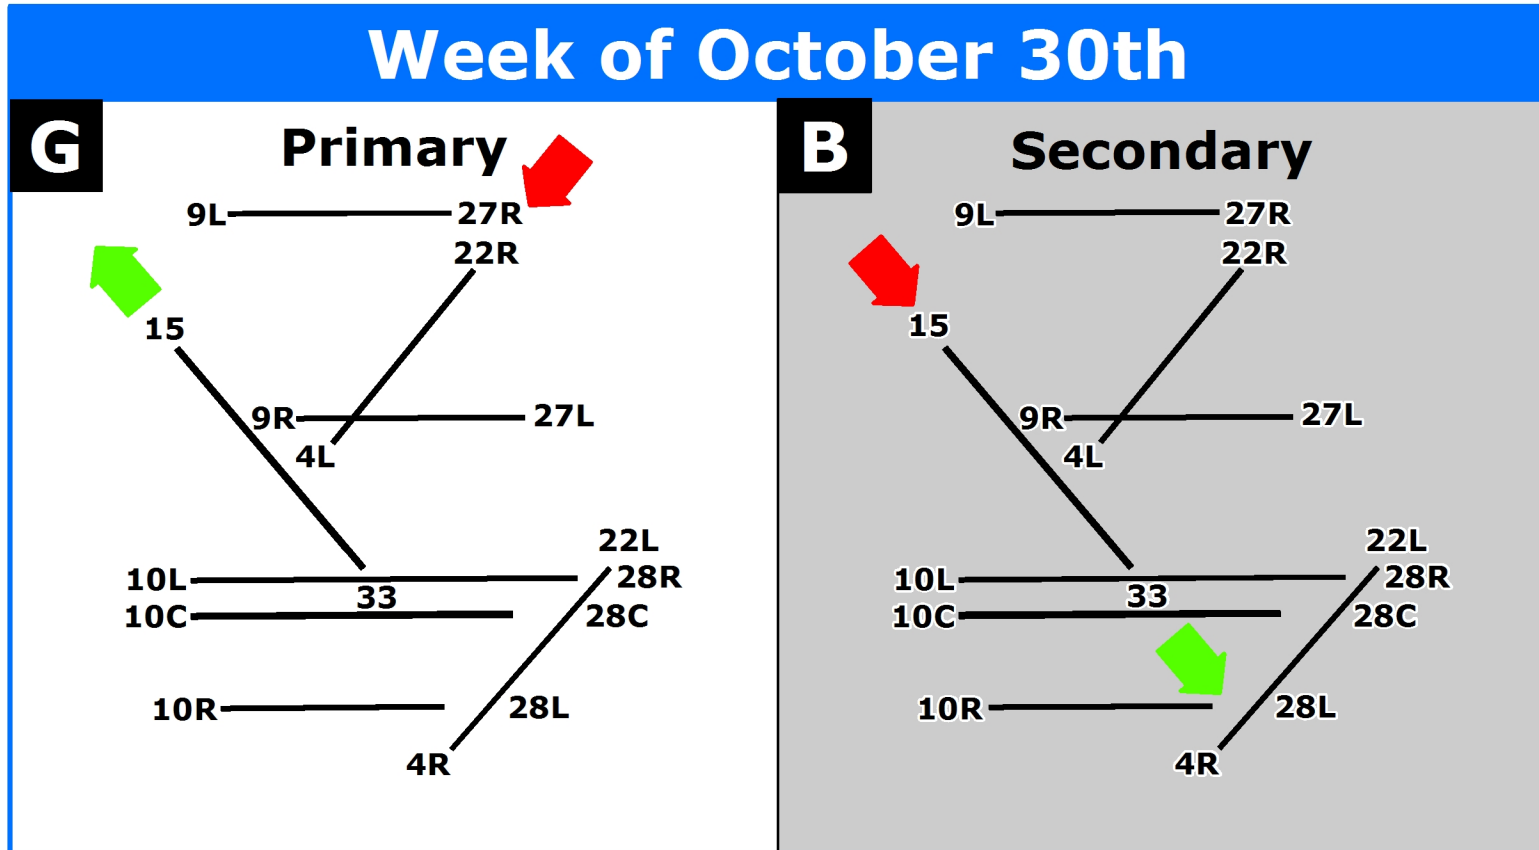 Week of October 30th
G
Primary
9L
27R
22R
15
9R
27L
4L
22L
10L
28R
33
10C
28C
10R
28L
4R
B
Secondary
9L
27R
22R
15
9R
27L
4L
22L
10L
28R
33
10C
28C
10R
28L
4R